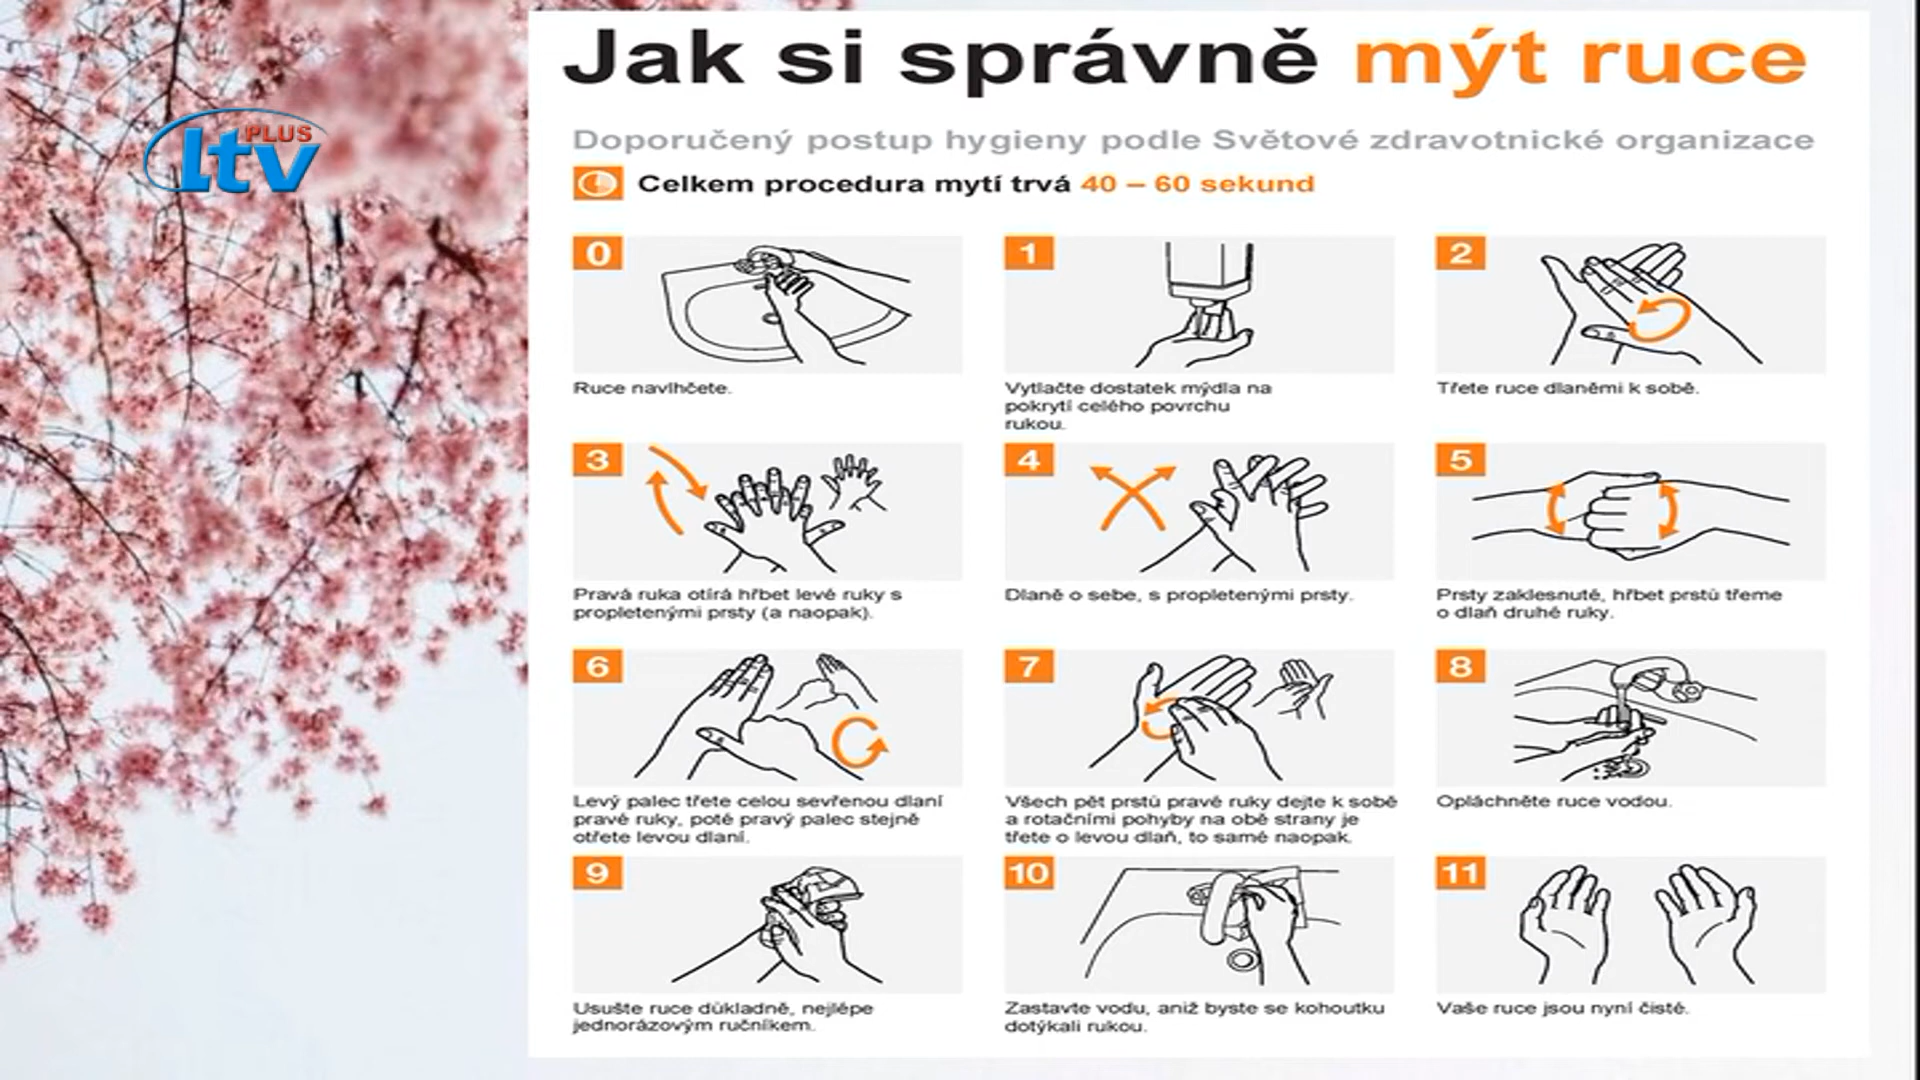 ltv PLUS
Jak si správně mýt ruce
Doporučený postup hygieny podle Světové zdravotnické organizace
Celkem procedura mytí trvá 40 – 60 sekund
0
Ruce navlhčete.
1
Vytlačte dostatek mýdla na
pokrytí celého povrchu
rukou.
2
Třete ruce dlaněmi k sobě.
3
Pravá ruka otírá hřbet levé ruky s
propletenými prsty (a naopak).
4
Dlaně o sebe, s propletenými prsty.
5
Prsty zaklesnuté, hřbet prstů třeme
o dlaň druhé ruky.
6
Levý palec třete celou sevřenou dlaní
pravé ruky, poté pravý palec stejně
otřete levou dlaní.
7
Všech pět prstů pravé ruky dejte k sobě
a rotačními pohyby na obě strany je
třete o levou dlaň, to samé naopak.
8
Opláchněte ruce vodou.
9
Usušte ruce důkladně, nejlépe
jednorázovým ručníkem.
10
Zastavte vodu, aniž byste se kohoutku
dotýkali rukou.
11
Vaše ruce jsou nyní čisté.